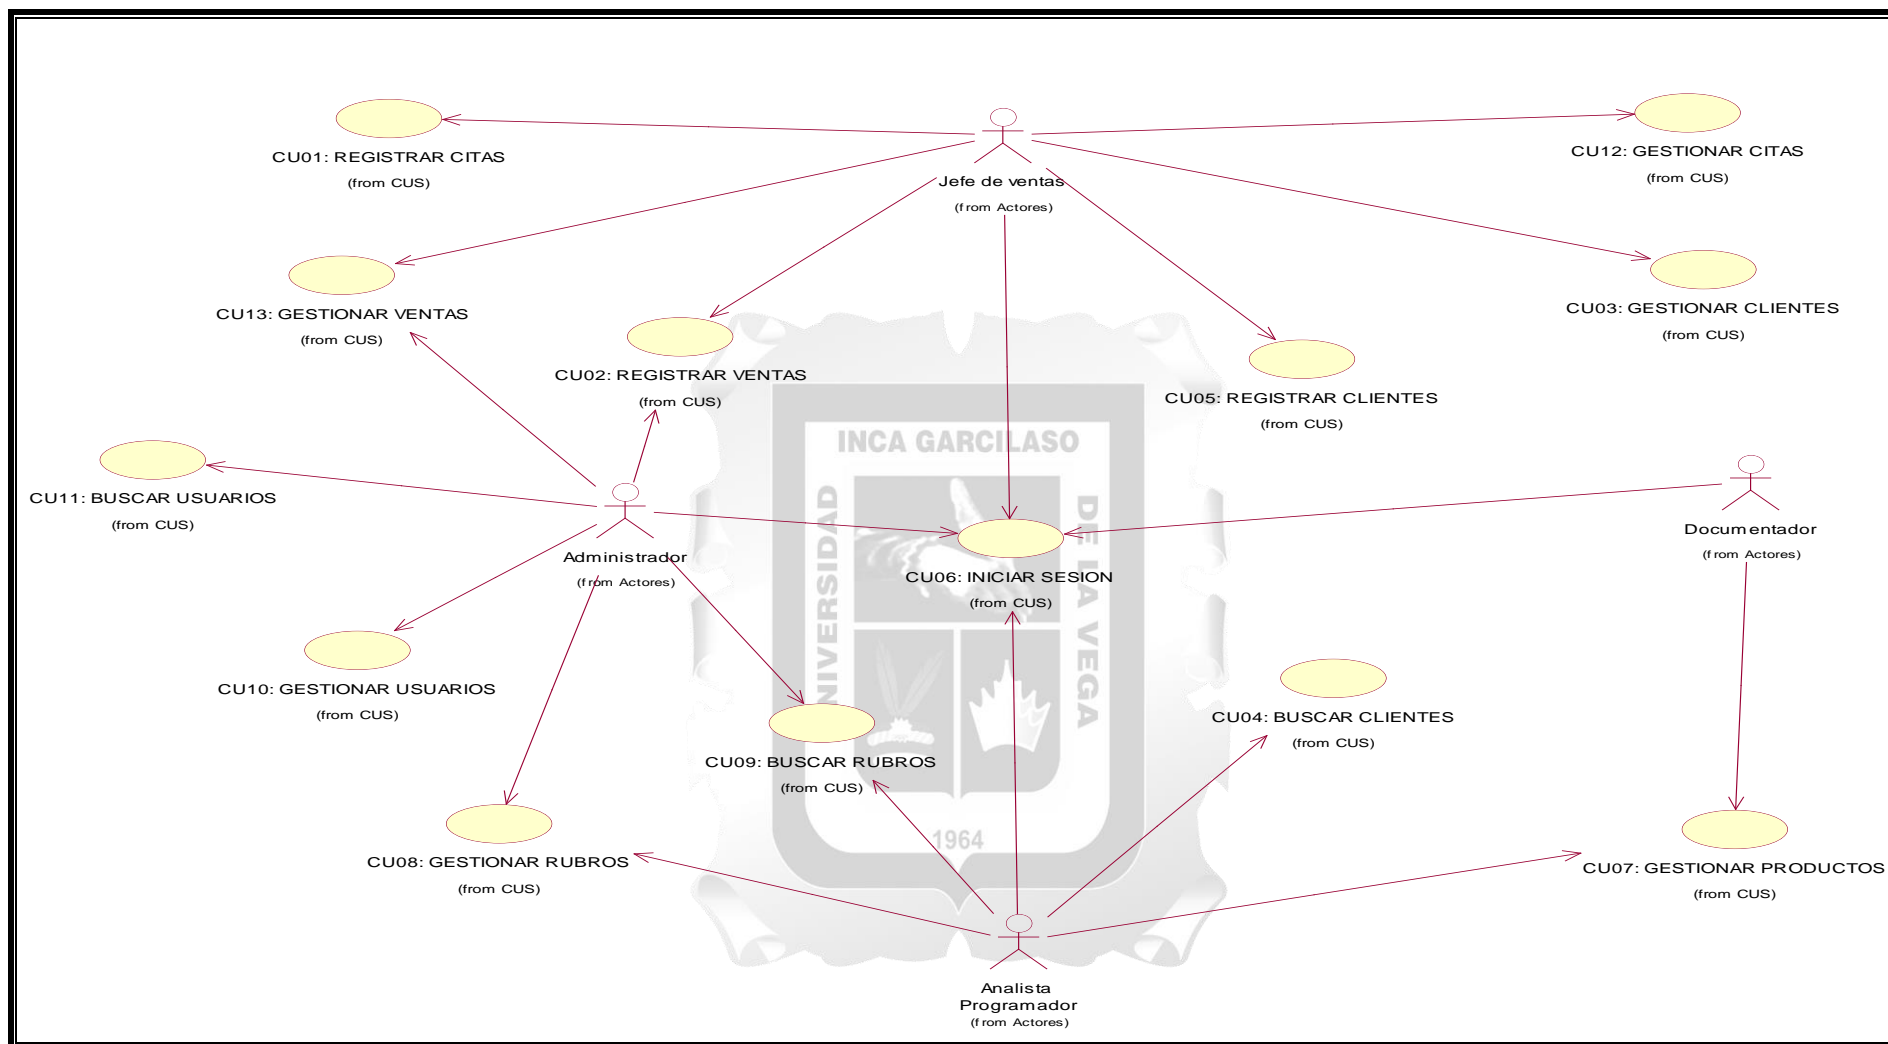 CU01: REGISTRAR CITAS
(from CUS)
Jefe de ventas
(from Actores)
CU12: GESTIONAR CITAS
(from CUS)
CU13: GESTIONAR VENTAS
(from CUS)
CU02: REGISTRAR VENTAS
(from CUS)
CU05: REGISTRAR CLIENTES
(from CUS)
CU03: GESTIONAR CLIENTES
(from CUS)
INCA GARCILASO
UNIVERSIDAD
DE LA VEGA
1964
CU11: BUSCAR USUARIOS
(from CUS)
Administrador
(from Actores)
CU06: INICIAR SESION
(from CUS)
Documentador
(from Actores)
CU10: GESTIONAR USUARIOS
(from CUS)
CU09: BUSCAR RUBROS
(from CUS)
CU04: BUSCAR CLIENTES
(from CUS)
CU08: GESTIONAR RUBROS
(from CUS)
CU07: GESTIONAR PRODUCTOS
(from CUS)
Analista
Programador
(from Actores)